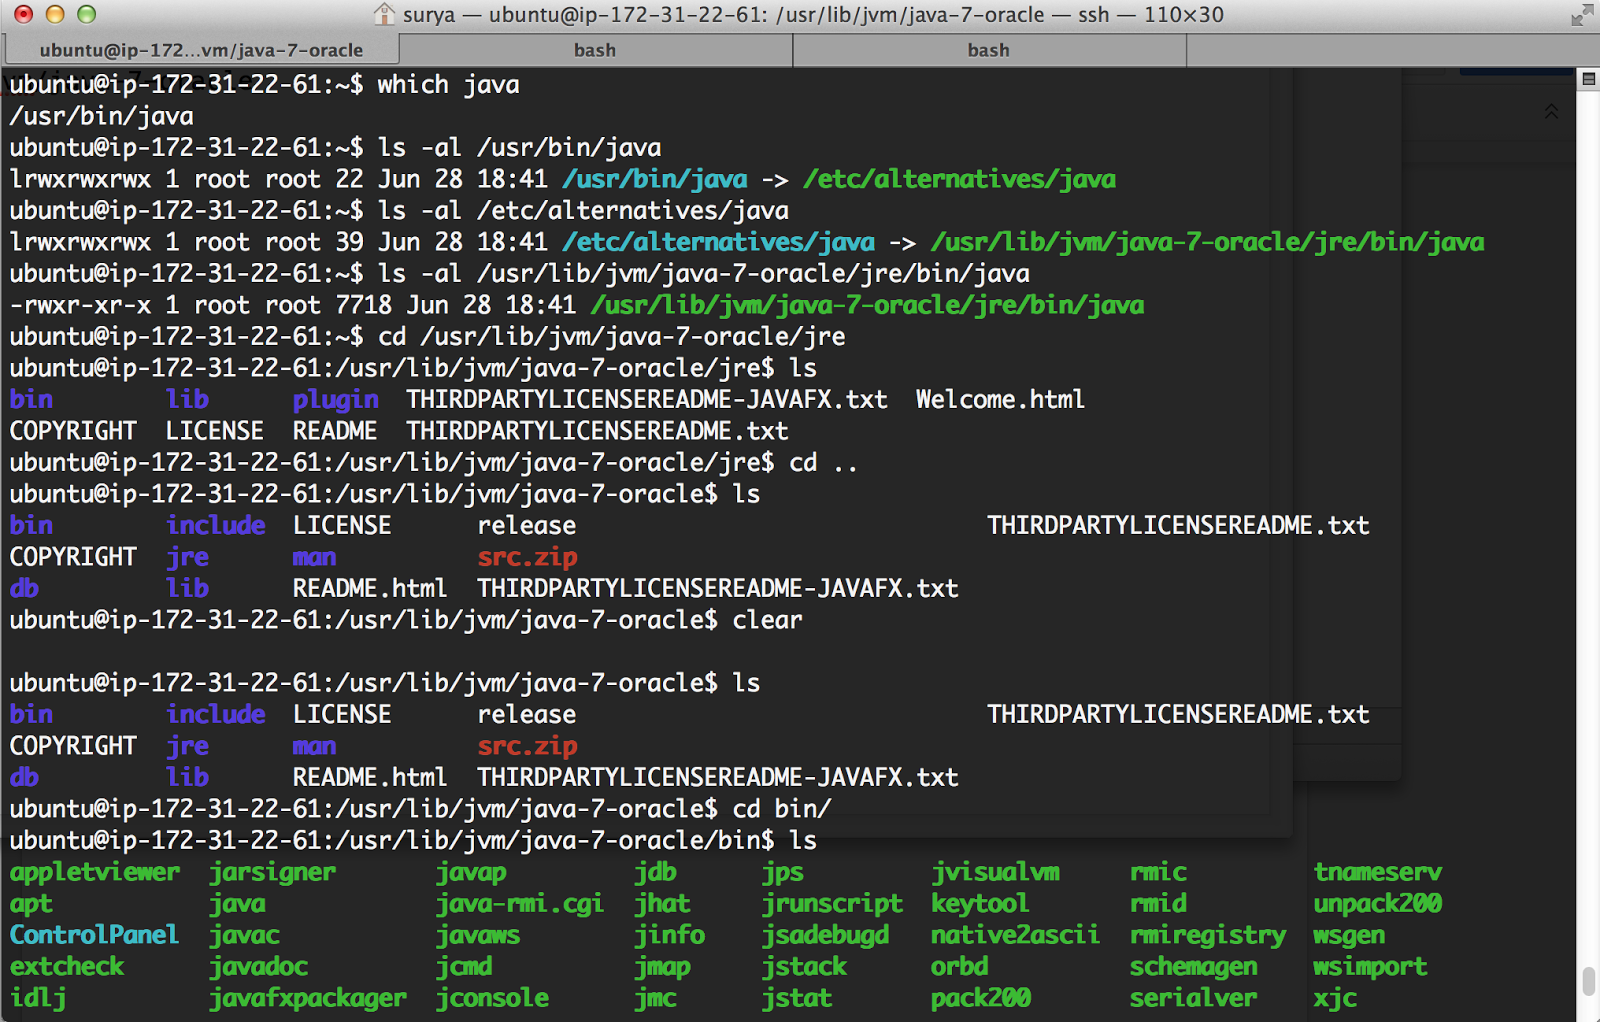 surya — ubuntu@ip-172-31-22-61: /usr/lib/jvm/java-7-oracle — ssh — 110×30
ubuntu@ip-172...vm/java-7-oracle bash bash
ubuntu@ip-172-31-22-61:~$ which java
/usr/bin/java
ubuntu@ip-172-31-22-61:~$ ls -al /usr/bin/java
lrwxrwxrwx 1 root root 22 Jun 28 18:41 /usr/bin/java -> /etc/alternatives/java
ubuntu@ip-172-31-22-61:~$ ls -al /etc/alternatives/java
lrwxrwxrwx 1 root root 39 Jun 28 18:41 /etc/alternatives/java -> /usr/lib/jvm/java-7-oracle/jre/bin/java
ubuntu@ip-172-31-22-61:~$ ls -al /usr/lib/jvm/java-7-oracle/jre/bin/java
-rwxr-xr-x 1 root root 7718 Jun 28 18:41 /usr/lib/jvm/java-7-oracle/jre/bin/java
ubuntu@ip-172-31-22-61:~$ cd /usr/lib/jvm/java-7-oracle/jre
ubuntu@ip-172-31-22-61:/usr/lib/jvm/java-7-oracle/jre$ ls
bin lib plugin THIRDPARTYLICENSEREADME-JAVAFX.txt Welcome.html
COPYRIGHT LICENSE README THIRDPARTYLICENSEREADME.txt
ubuntu@ip-172-31-22-61:/usr/lib/jvm/java-7-oracle/jre$ cd ..
ubuntu@ip-172-31-22-61:/usr/lib/jvm/java-7-oracle$ ls
bin include LICENSE release THIRDPARTYLICENSEREADME.txt
COPYRIGHT jre man src.zip
db lib README.html THIRDPARTYLICENSEREADME-JAVAFX.txt
ubuntu@ip-172-31-22-61:/usr/lib/jvm/java-7-oracle$ clear
ubuntu@ip-172-31-22-61:/usr/lib/jvm/java-7-oracle$ ls
bin include LICENSE release THIRDPARTYLICENSEREADME.txt
COPYRIGHT jre man src.zip
db lib README.html THIRDPARTYLICENSEREADME-JAVAFX.txt
ubuntu@ip-172-31-22-61:/usr/lib/jvm/java-7-oracle$ cd bin/
ubuntu@ip-172-31-22-61:/usr/lib/jvm/java-7-oracle/bin$ ls
appletviewer jarsigner javap jdb jps jvisualvm rmic tnameserv
apt java java-rmi.cgi jhat jrunscript keytool rmid unpack200
ControlPanel javac javaws jinfo jsadebugd native2ascii rmiregistry wsgen
extcheck javadoc jcmd jmap jstack orbd schemagen wsimport
idlj javafxpackager jconsole jmc jstat pack200 serialver xjc